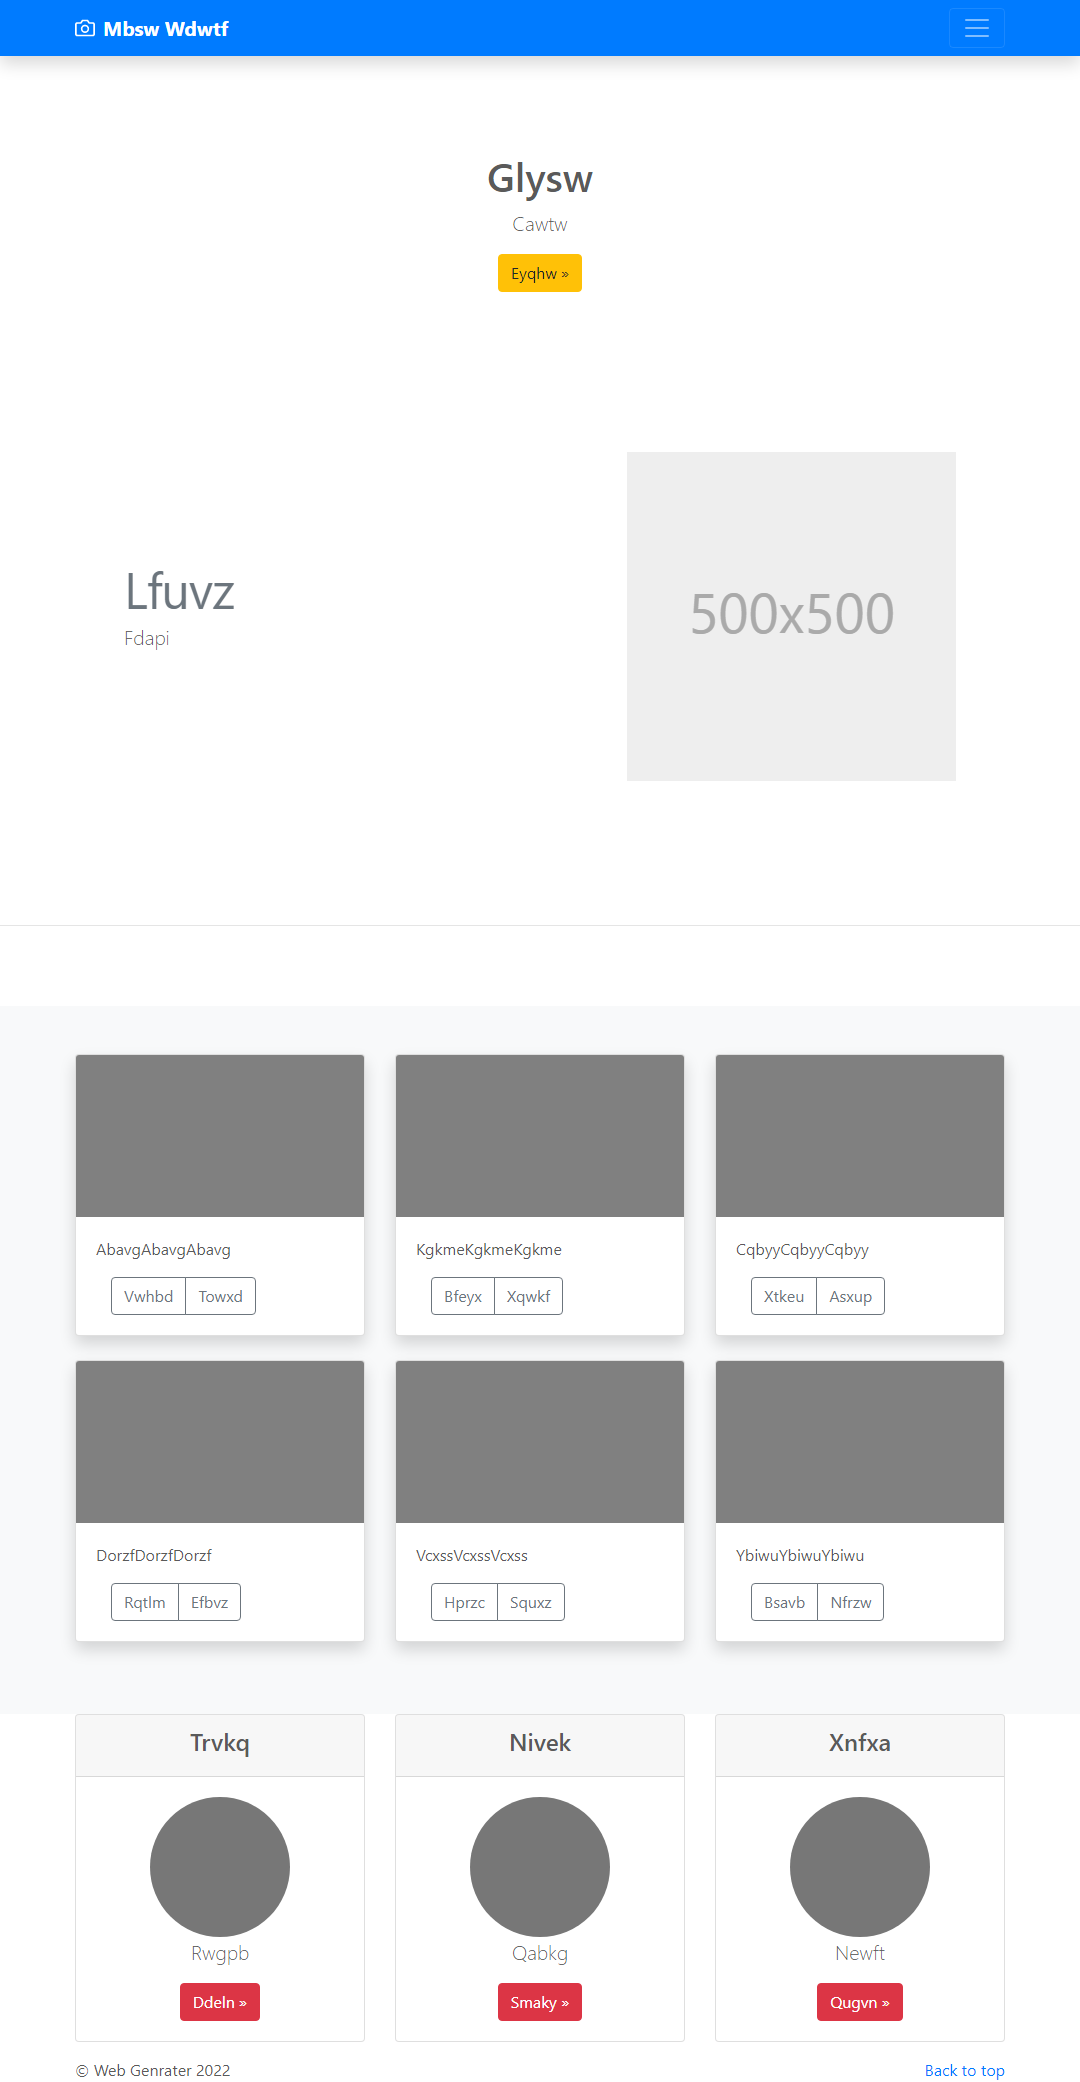 Mbsw Wdwtf
Glysw
Cawtw
Eyqhw »
Lfuvz
Fdapi
500x500
AbavgAbavgAbavg
Vwhbd Towxd
KgkmeKgkmeKgkme
Bfeyx Xqwkf
CqbyyCqbyyCqbyy
Xtkeu Asxup
DorzfDorzfDorzf
Rqtlm Efbvz
VcxssVcxssVcxss
Hprzc Squxz
YbiwuYbiwuYbiwu
Bsavb Nfrzw
Trvkq
Rwgpb
Ddeln »
Nivek
Qabkg
Smaky »
Xnfxa
Newft
Qugvn »
© Web Genrater 2022
Back to top